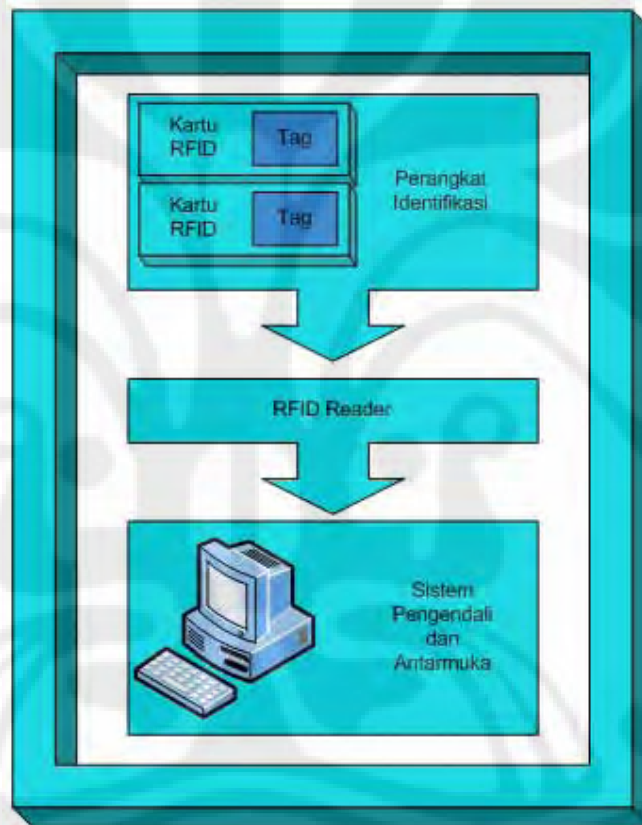 Kartu
RFID
Tag
Kartu
RFID
Tag
Perangkat
Identifikasi
RFID Reader
Sistem
Pengendali
dan
Antarmuka